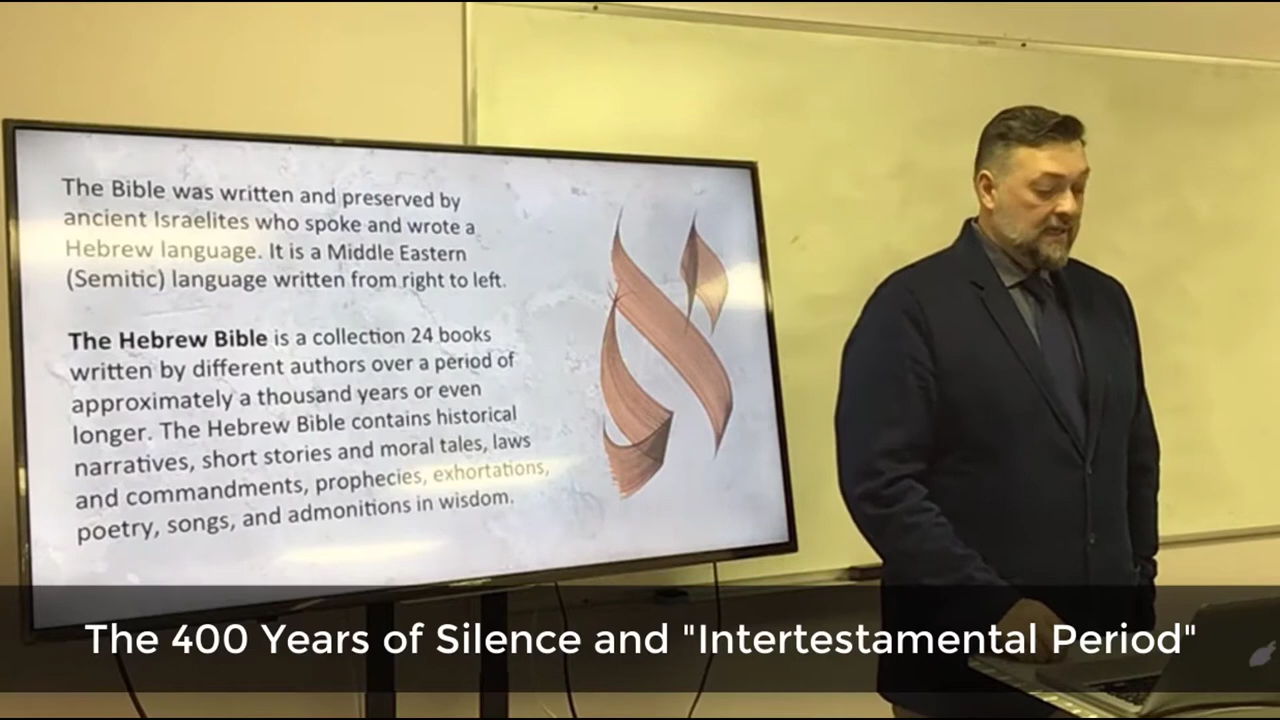 The Bible was written and preserved by
ancient Israelites who spoke and wrote a
Hebrew language. It is a Middle Eastern
(Semitic) language written from right to left.
The Hebrew Bible is a collection 24 books
written by different authors over a period of
approximately a thousand years or even
longer. The Hebrew Bible contains historical
narratives, short stories and moral tales, laws
and commandments, prophecies, exhortations,
poetry, songs, and admonitions in wisdom.
א
The 400 Years of Silence and "Intertestamental Period"